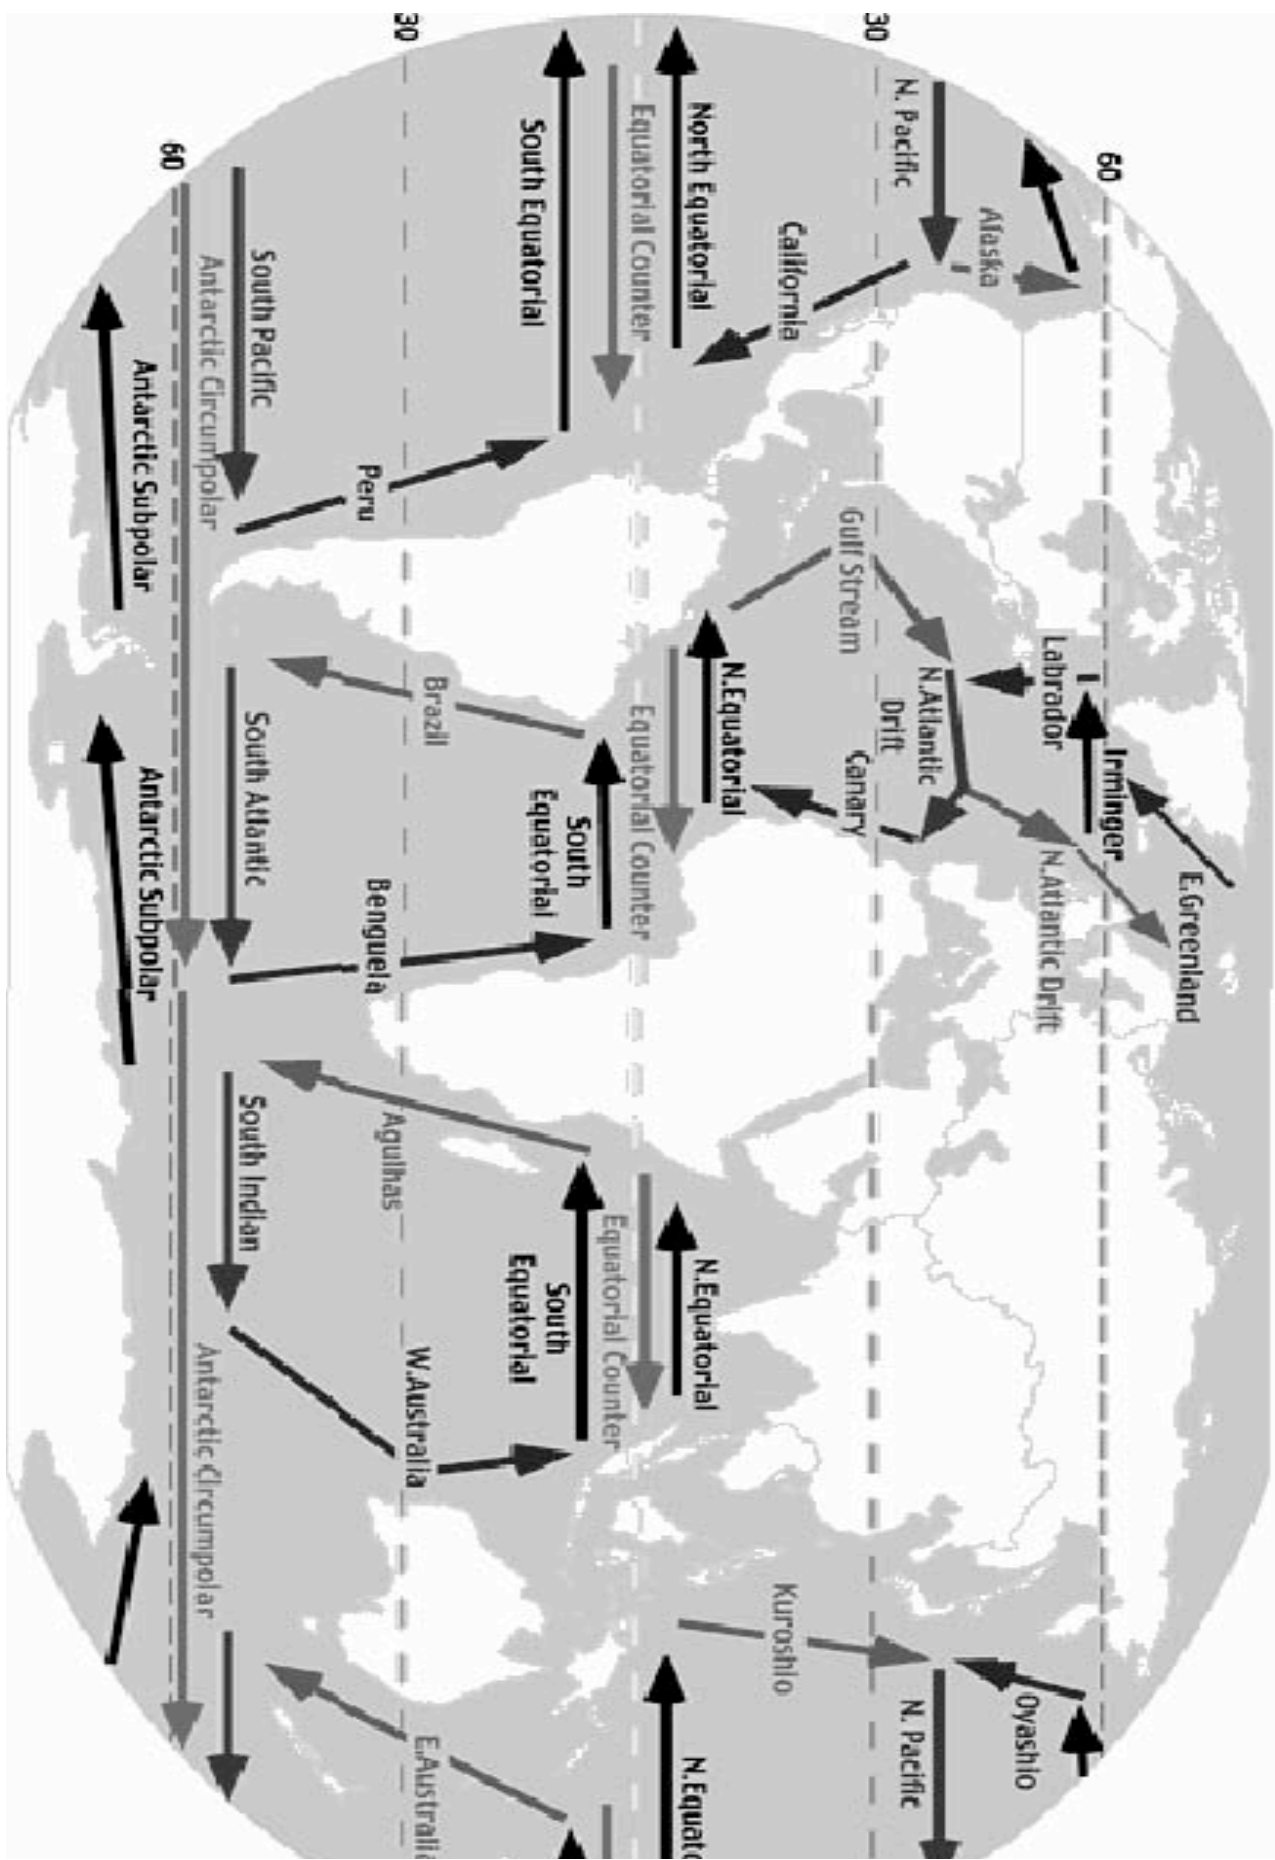 E.Greenland
60
Irminger
Labrador
N.Atlantic Drift
Alaska
Oyashio
N. Pacific
N.Atlantic
Drift
N. Pacific
30
Canary
Gulf Stream
California
Kuroshio
North Equatorial
N.Equatorial
N.Equatorial
N.Equato
Equatorial Counter
Equatorial Counter
Equatorial Counter
South Equatorial
South
Equatorial
South
Equatorial
30
Peru
Brazil
Benguela
Agulhas
W.Australia
E.Australia
South Pacific
South Atlantic
South Indian
Antarctic Circumpolar
Antarctic Circumpolar
60
Antarctic Subpolar
Antarctic Subpolar